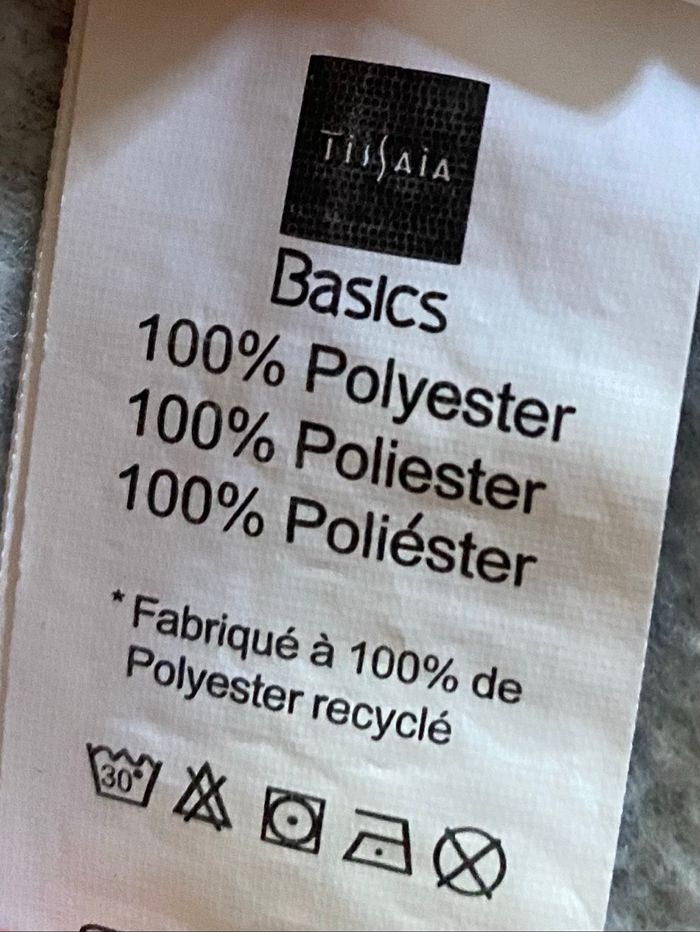 TissAiA
BasIcs
100% Polyester
100% Poliester
100% Poliéster
* Fabriqué à 100% de
Polyester recyclé
30°